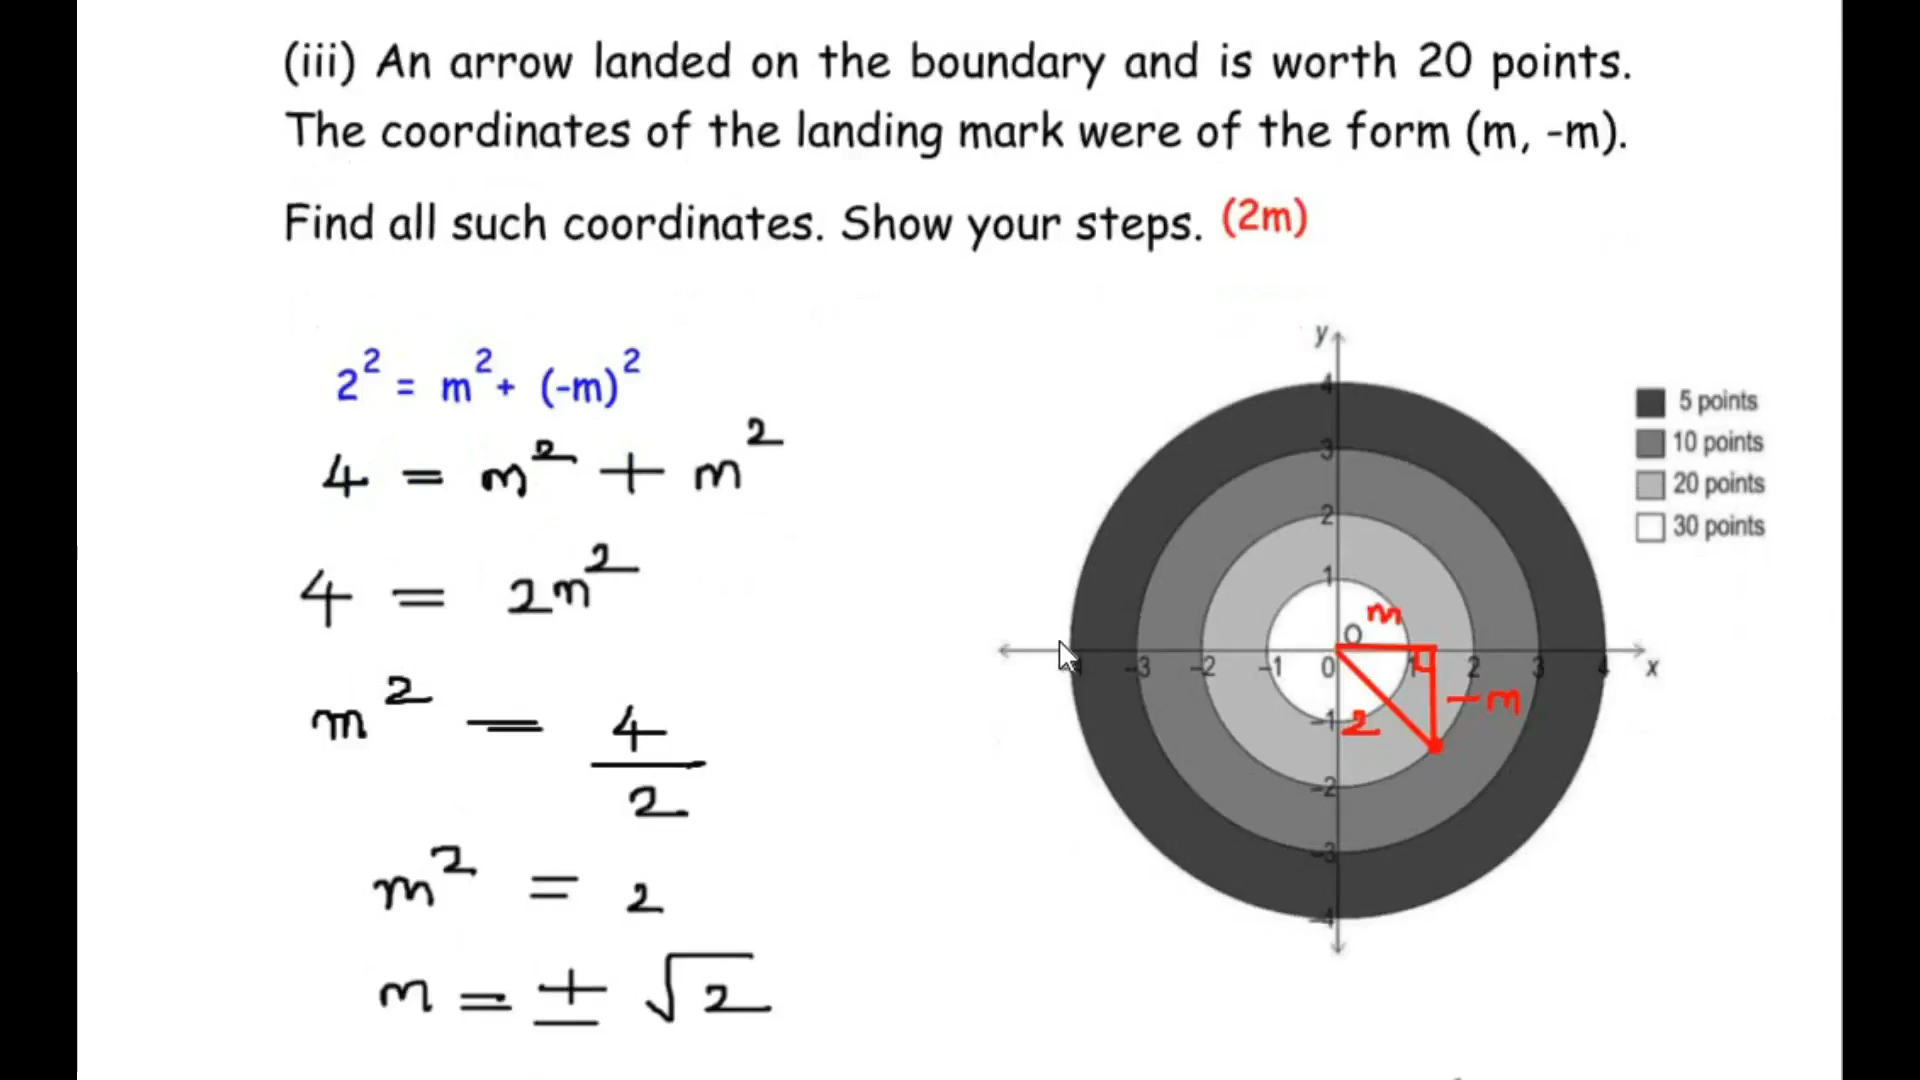 (iii) An arrow landed on the boundary and is worth 20 points.
The coordinates of the landing mark were of the form (m, -m).
Find all such coordinates. Show your steps. (2m)
2² = m² + (-m)²
4 = m² + m²
4 = 2m²
m² = 4/2
m² = 2
m = ± √2
y
4
3
2
1
O
m
-3 -2 -1 0 1 2 3 4 x
-m
-1
2
-2
-3
-4
5 points
10 points
20 points
30 points